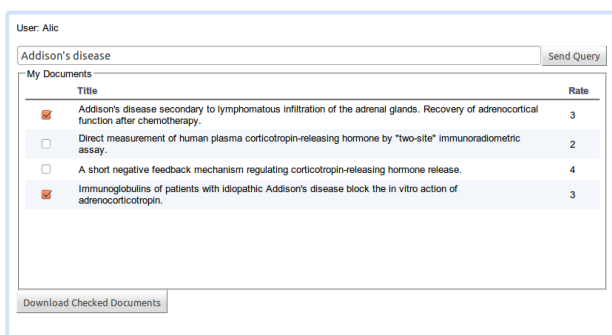 User: Alic
Addison's disease
Send Query
My Documents
Title
Rate
Addison's disease secondary to lymphomatous infiltration of the adrenal glands. Recovery of adrenocortical
function after chemotherapy.
3
Direct measurement of human plasma corticotropin-releasing hormone by "two-site" immunoradiometric
assay.
2
A short negative feedback mechanism regulating corticotropin-releasing hormone release.
4
Immunoglobulins of patients with idiopathic Addison's disease block the in vitro action of
adrenocorticotropin.
3
Download Checked Documents